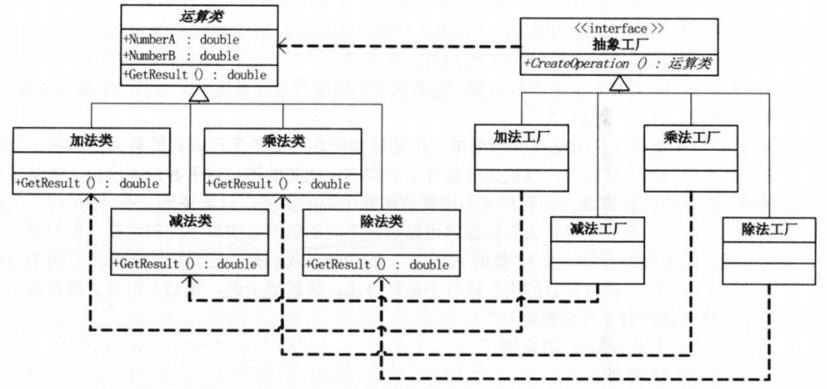 运算类
+NumberA : double
+NumberB : double
+GetResult () : double
<<interface >>
抽象工厂
+CreateOperation () : 运算类
加法类
+GetResult () : double
乘法类
+GetResult () : double
加法工厂
乘法工厂
减法类
+GetResult () : double
除法类
+GetResult () : double
减法工厂
除法工厂